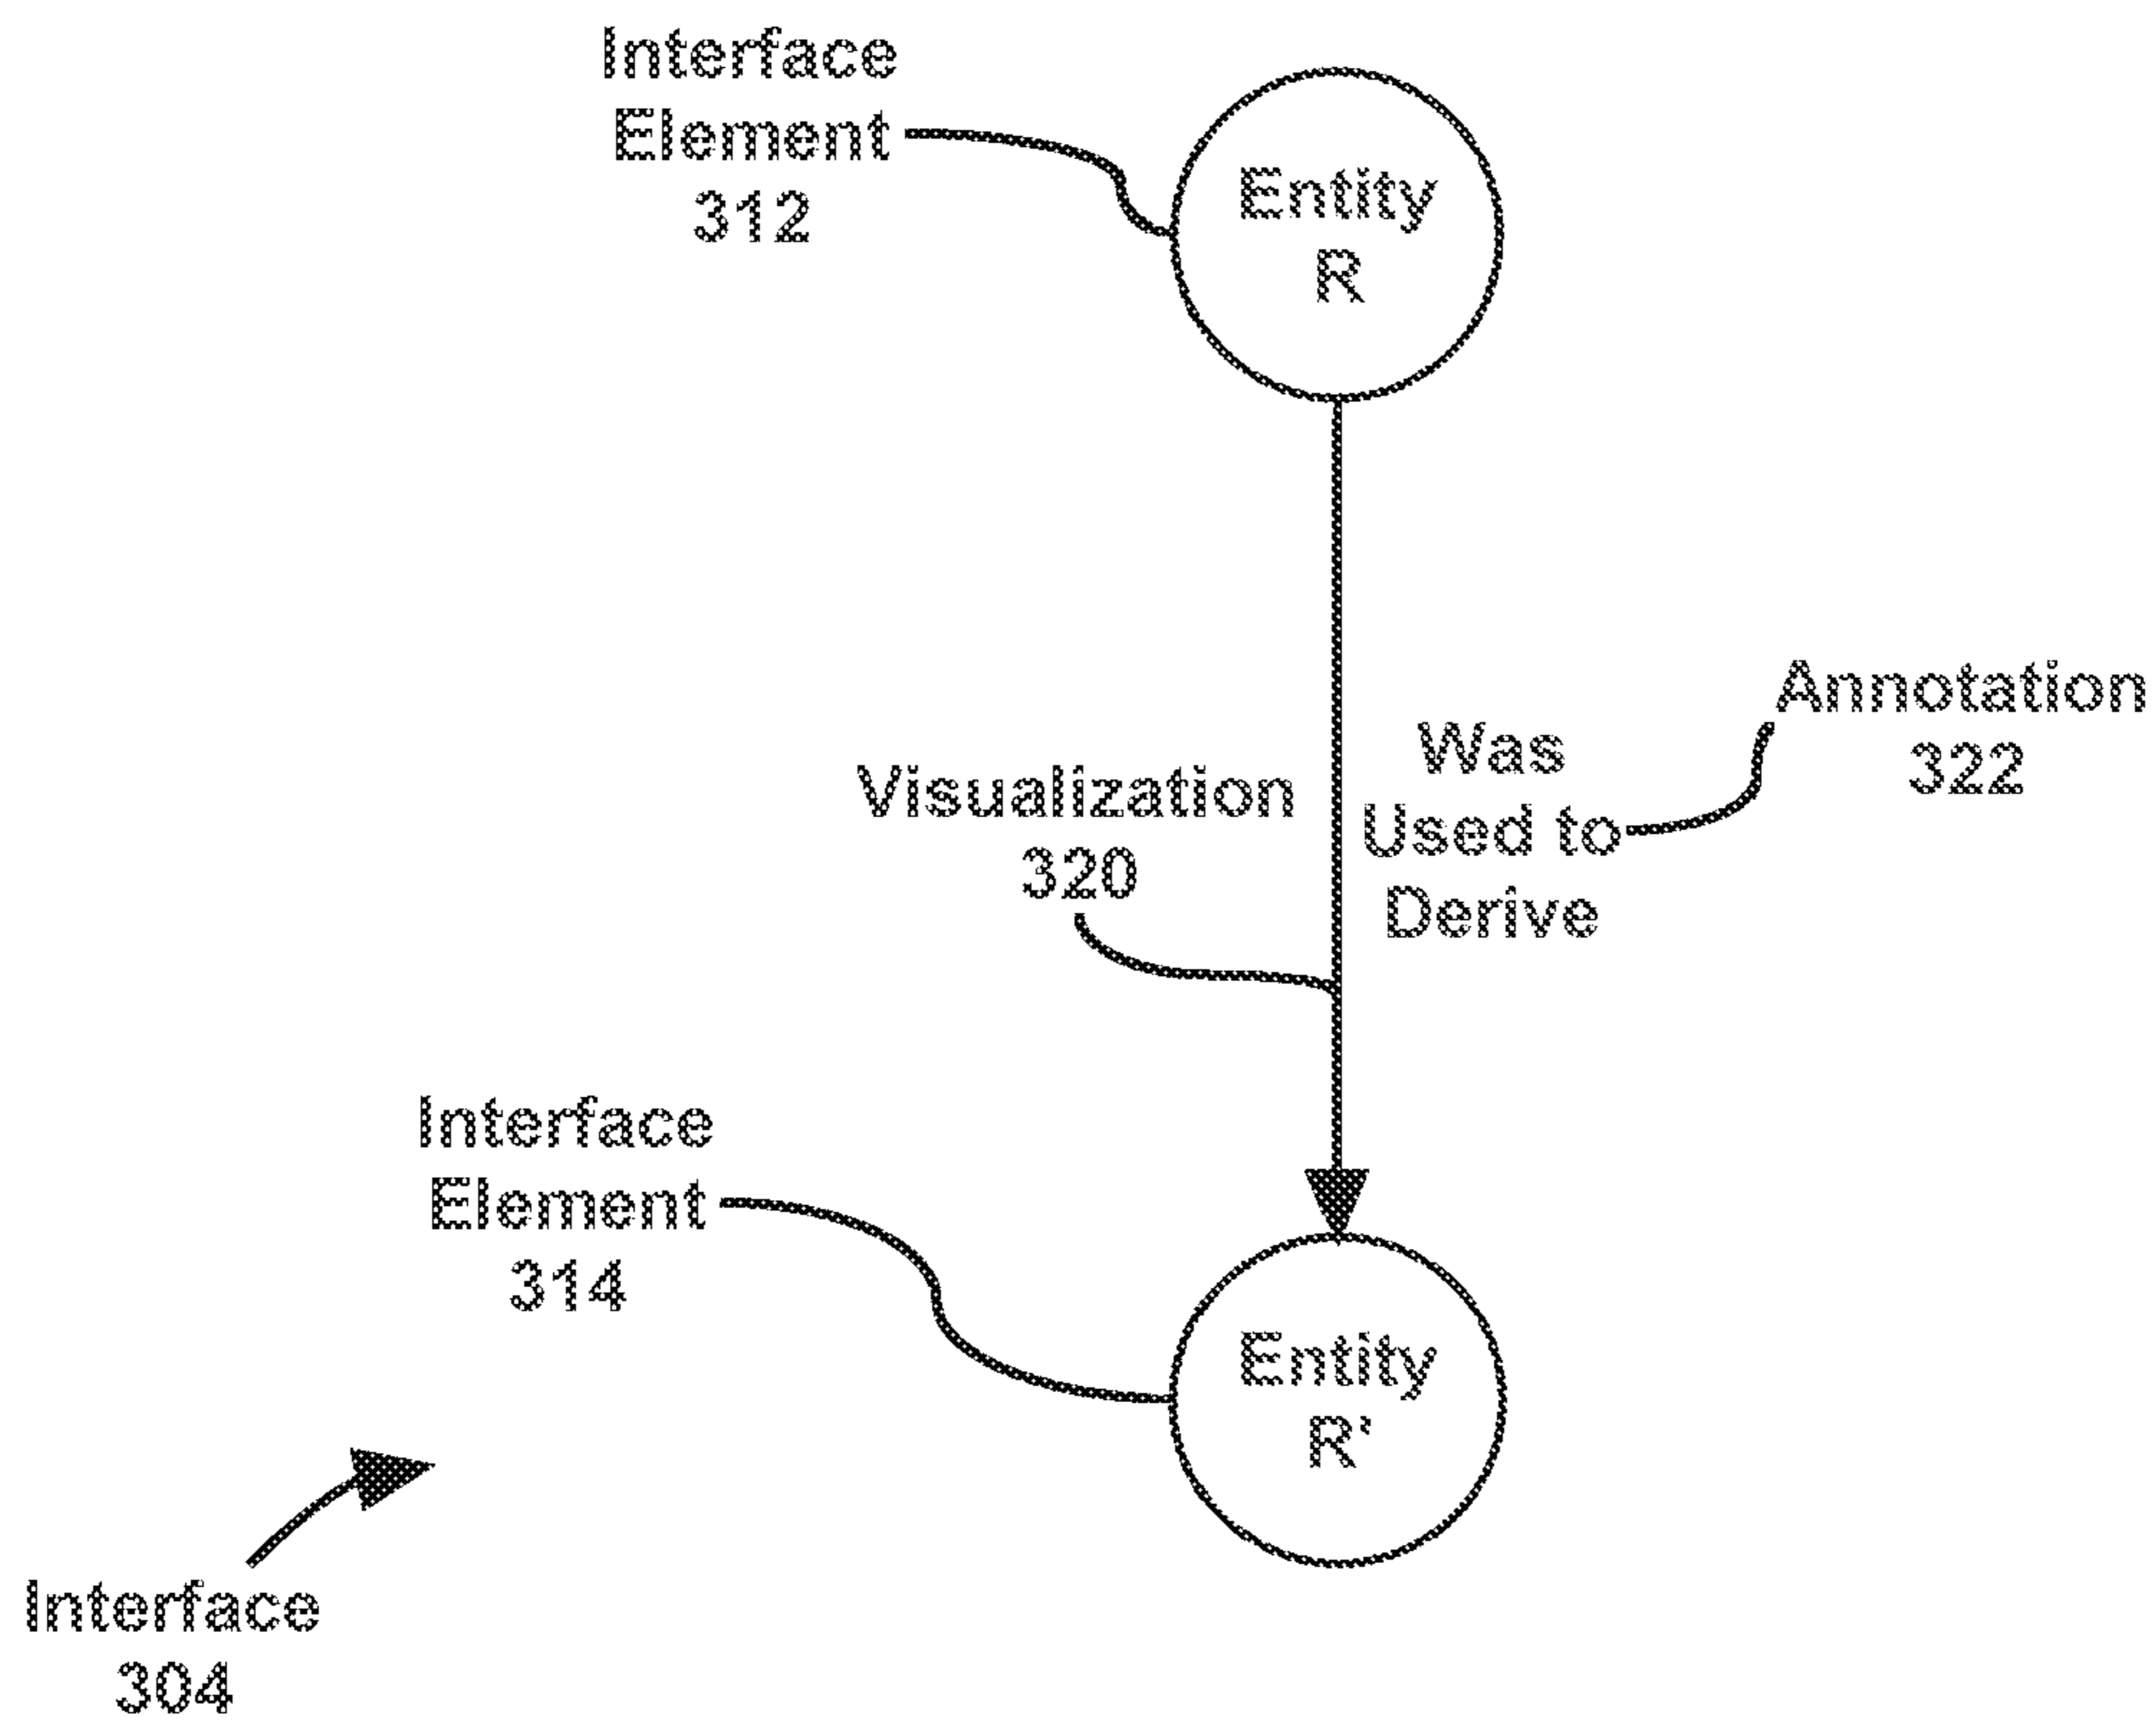 Interface
Element
312
Entity
R
Annotation
322
Was
Used to
Derive
Visualization
320
Interface
Element
314
Entity
R'
Interface
304